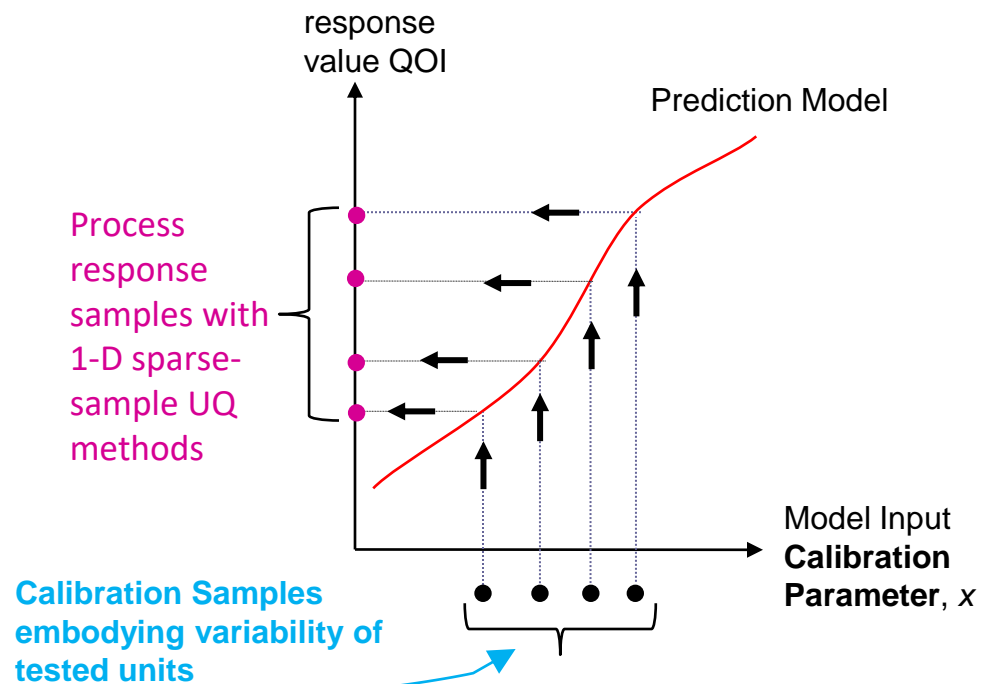 response
value QOI
Prediction Model
Process
response
samples with
1-D sparse-
sample UQ
methods
Model Input
Calibration
Parameter, x
Calibration Samples
embodying variability of
tested units